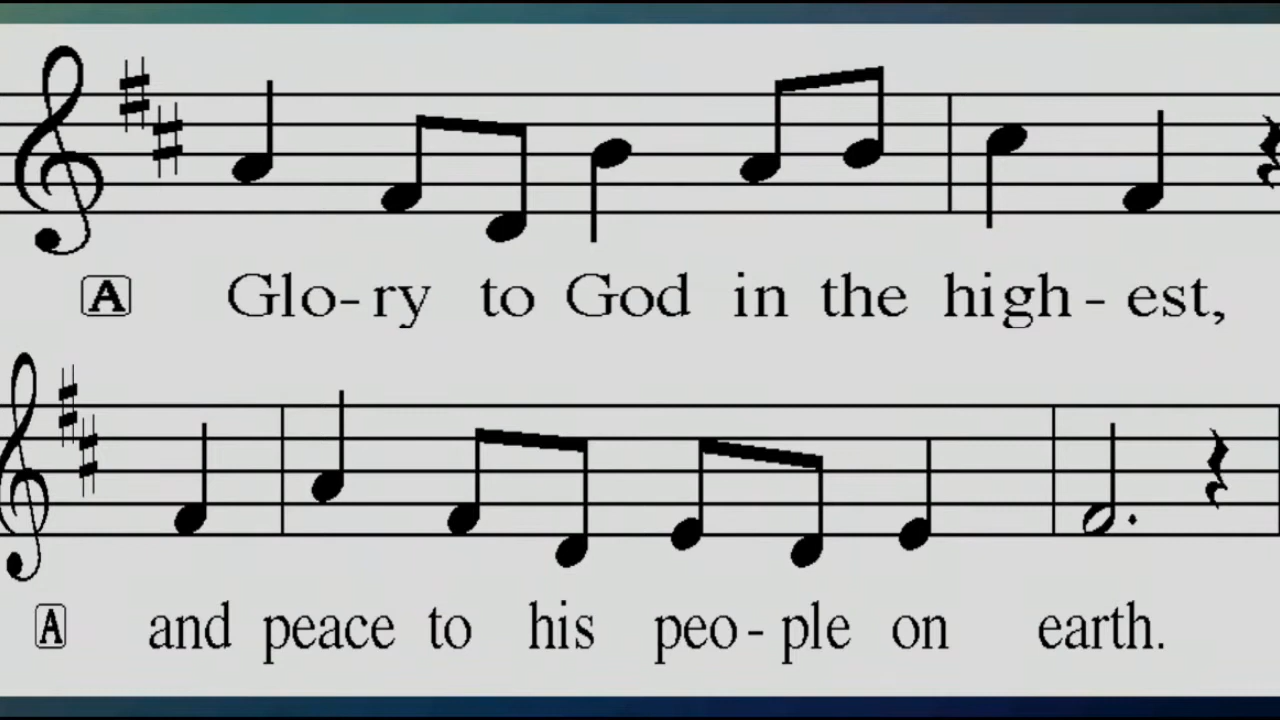 A Glo-ry to God in the high-est,
A and peace to his peo-ple on earth.